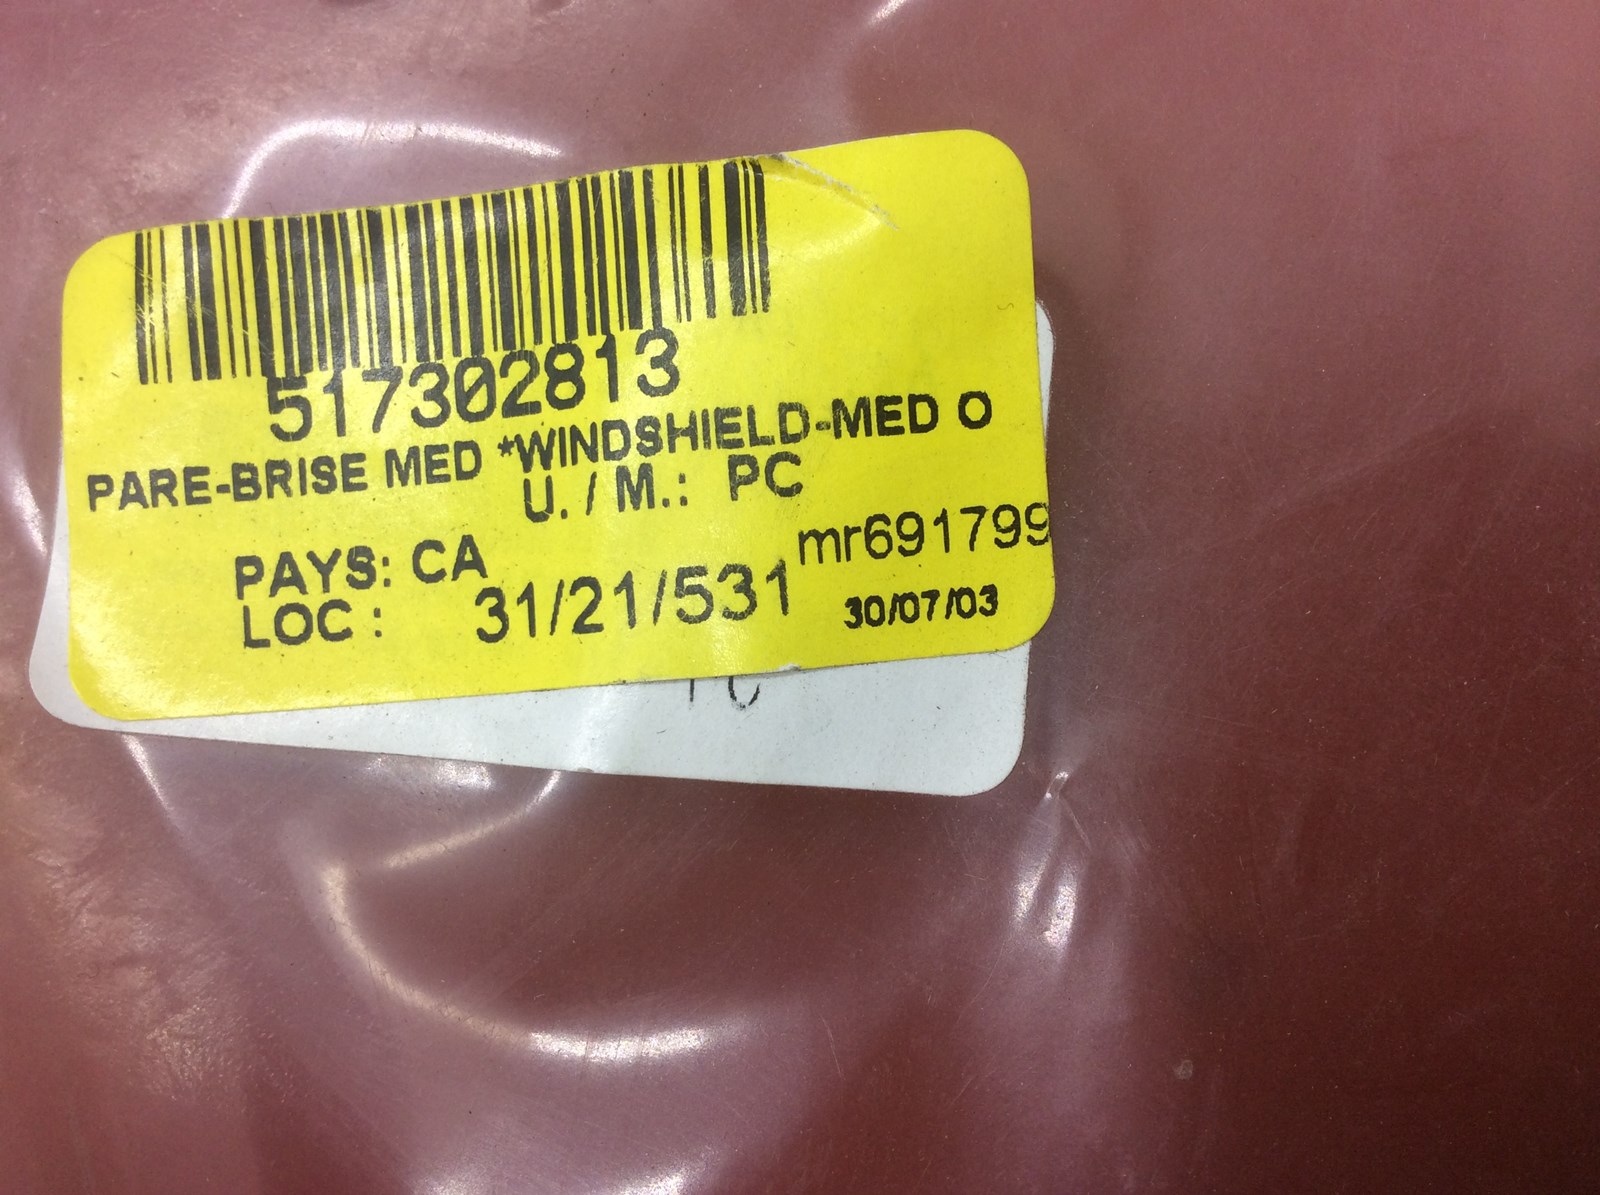 517302813
PARE-BRISE MED *WINDSHIELD-MED O
U. / M.: PC
PAYS: CA
mr691799
LOC : 31/21/531
30/07/03